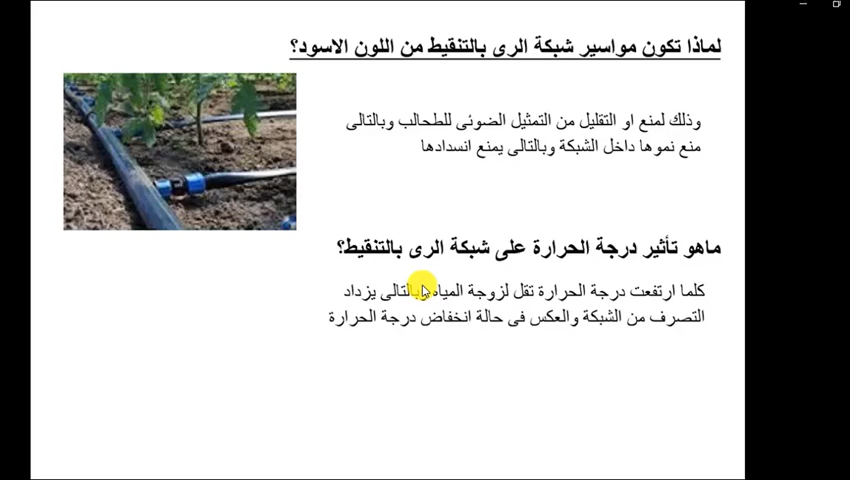 لماذا تكون مواسير شبكة الرى بالتنقيط من اللون الاسود؟
وذلك لمنع او التقليل من التمثيل الضوئى للطحالب وبالتالى
منع نموها داخل الشبكة وبالتالى يمنع انسدادها
ماهو تأثير درجة الحرارة على شبكة الرى بالتنقيط؟
كلما ارتفعت درجة الحرارة تقل لزوجة المياه وبالتالى يزداد
التصرف من الشبكة والعكس فى حالة انخفاض درجة الحرارة